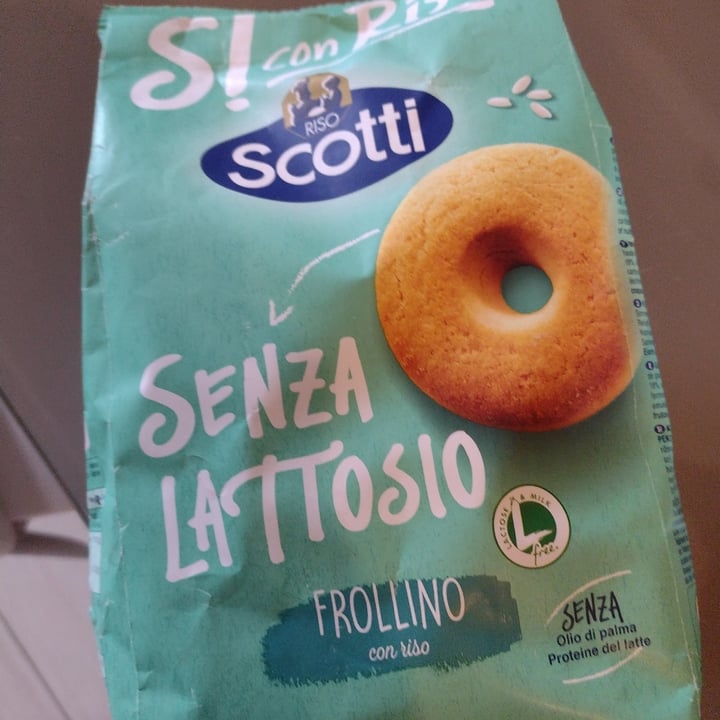 S! con Riso
RISO
Scotti
SENZA
LATTOSIO
LACTOSE & MILK
free.
FROLLINO
con riso
SENZA
Olio di palma
Proteine del latte